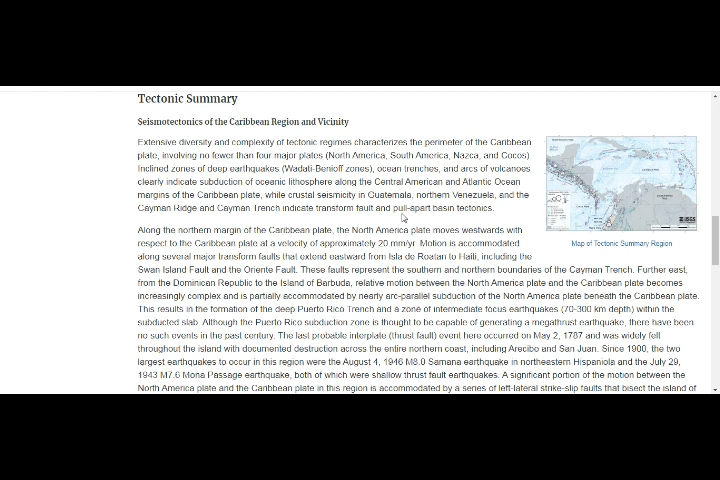 Tectonic Summary
Seismotectonics of the Caribbean Region and Vicinity
Extensive diversity and complexity of tectonic regimes characterizes the perimeter of the Caribbean
plate, involving no fewer than four major plates (North America, South America, Nazca, and Cocos).
Inclined zones of deep earthquakes (Wadati-Benioff zones), ocean trenches, and arcs of volcanoes
clearly indicate subduction of oceanic lithosphere along the Central American and Atlantic Ocean
margins of the Caribbean plate, while crustal seismicity in Guatemala, northern Venezuela, and the
Cayman Ridge and Cayman Trench indicate transform fault and pull-apart basin tectonics.
USGS
Map of Tectonic Summary Region
Along the northern margin of the Caribbean plate, the North America plate moves westwards with
respect to the Caribbean plate at a velocity of approximately 20 mm/yr. Motion is accommodated
along several major transform faults that extend eastward from Isla de Roatan to Haiti, including the
Swan Island Fault and the Oriente Fault. These faults represent the southern and northern boundaries of the Cayman Trench. Further east,
from the Dominican Republic to the Island of Barbuda, relative motion between the North America plate and the Caribbean plate becomes
increasingly complex and is partially accommodated by nearly arc-parallel subduction of the North America plate beneath the Caribbean plate.
This results in the formation of the deep Puerto Rico Trench and a zone of intermediate focus earthquakes (70-300 km depth) within the
subducted slab. Although the Puerto Rico subduction zone is thought to be capable of generating a megathrust earthquake, there have been
no such events in the past century. The last probable interplate (thrust fault) event here occurred on May 2, 1787 and was widely felt
throughout the island with documented destruction across the entire northern coast, including Arecibo and San Juan. Since 1900, the two
largest earthquakes to occur in this region were the August 4, 1946 M8.0 Samana earthquake in northeastern Hispaniola and the July 29,
1943 M7.6 Mona Passage earthquake, both of which were shallow thrust fault earthquakes. A significant portion of the motion between the
North America plate and the Caribbean plate in this region is accommodated by a series of left-lateral strike-slip faults that bisect the island of